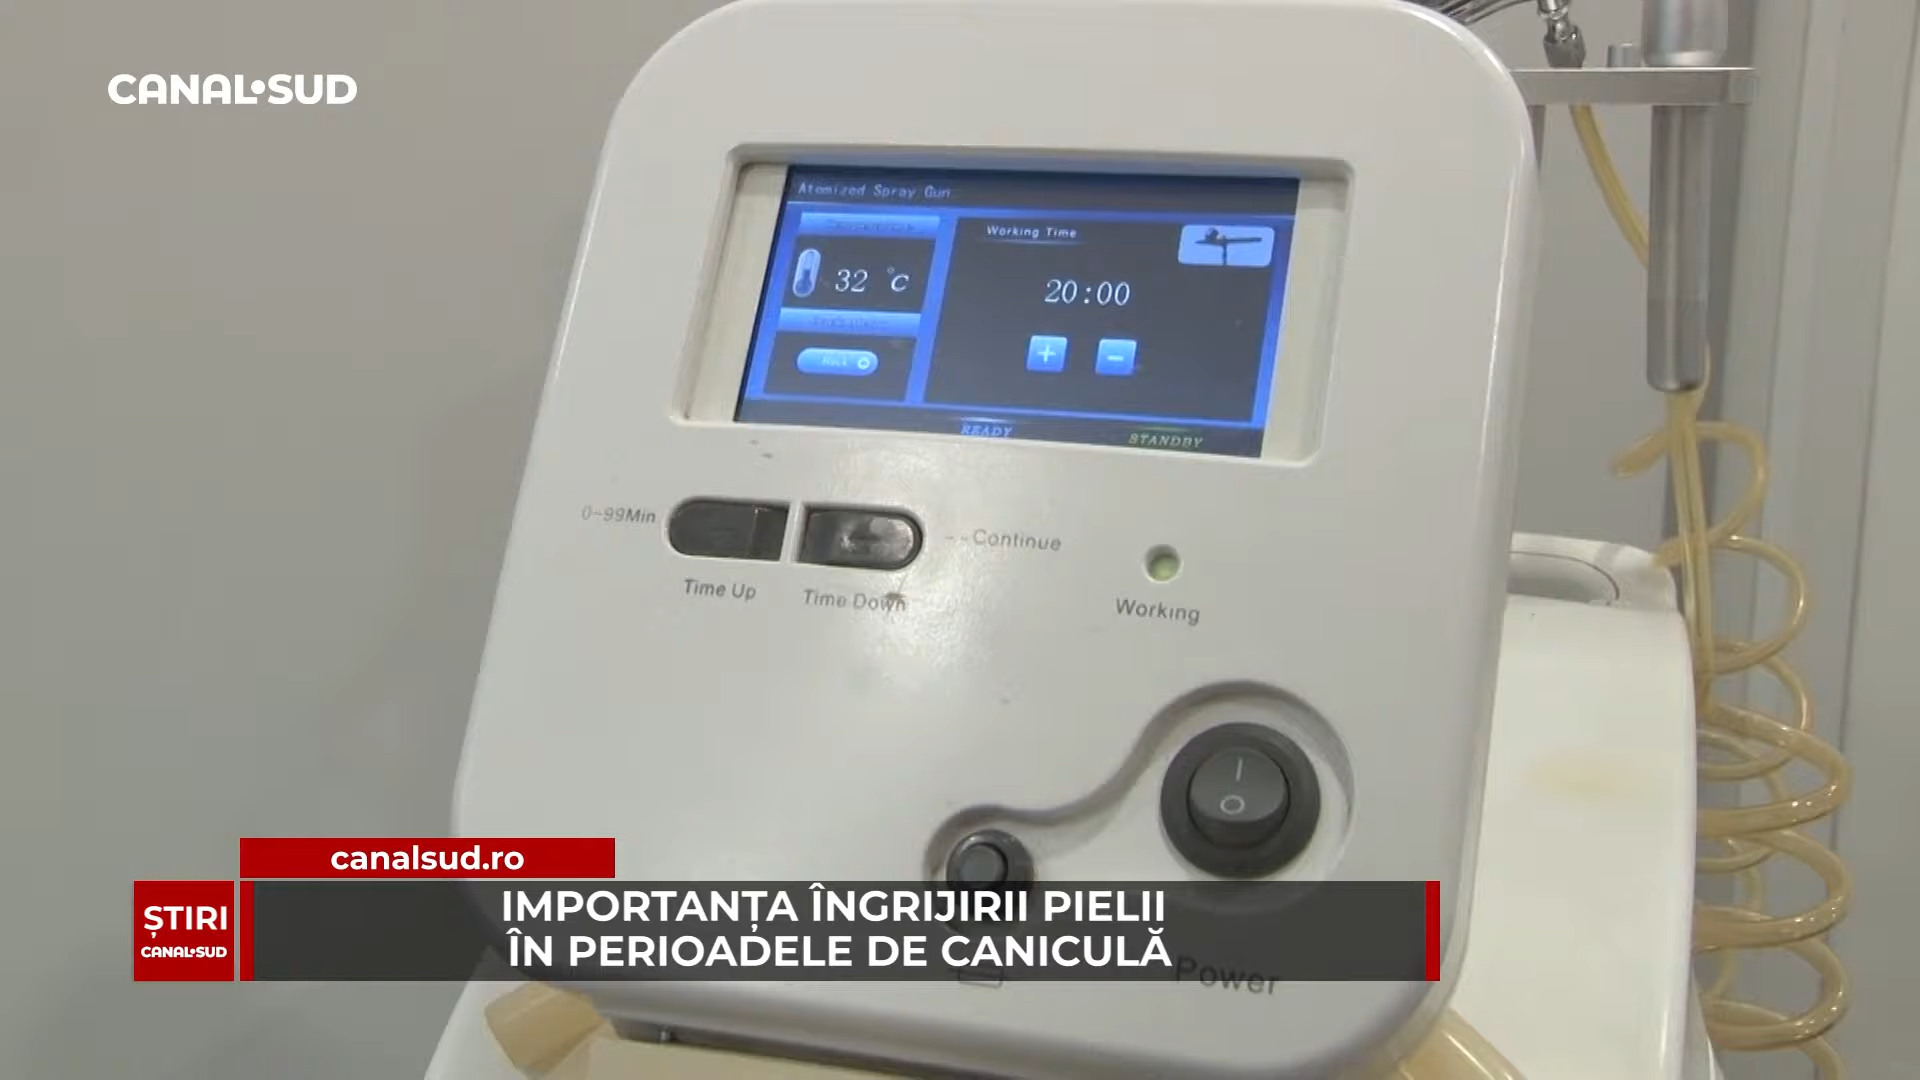 CANAL•SUD
Atomized Spray Gun
Working Time
32 °C
20:00
+ -
READY
STANDBY
0-99Min
--Continue
Time Up
Time Down
Working
canalsud.ro
ȘTIRI
CANAL•SUD
IMPORTANȚA ÎNGRIJIRII PIELII
ÎN PERIOADELE DE CANICULĂ
Power